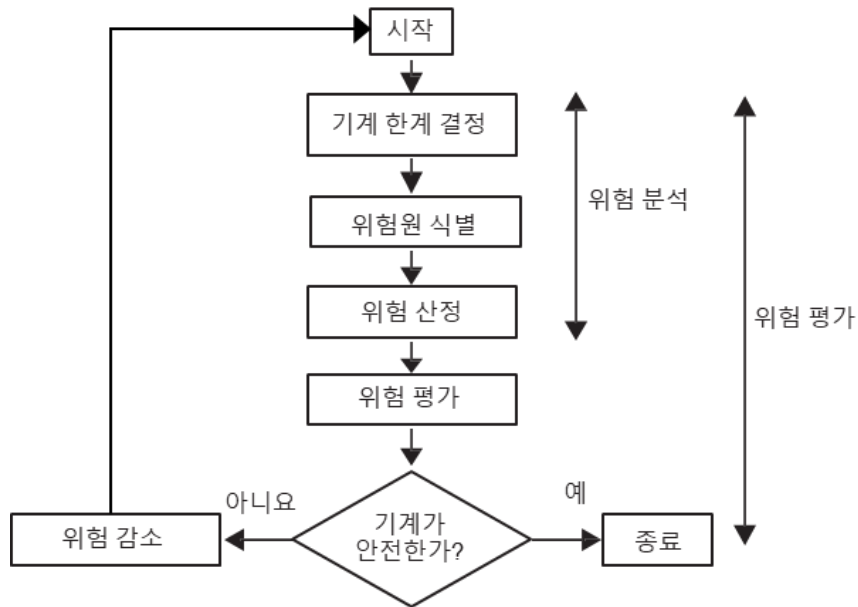 시작
기계 한계 결정
위험원 식별
위험 분석
위험 산정
위험 평가
위험 평가
아니요
예
기계가
안전한가?
위험 감소
종료